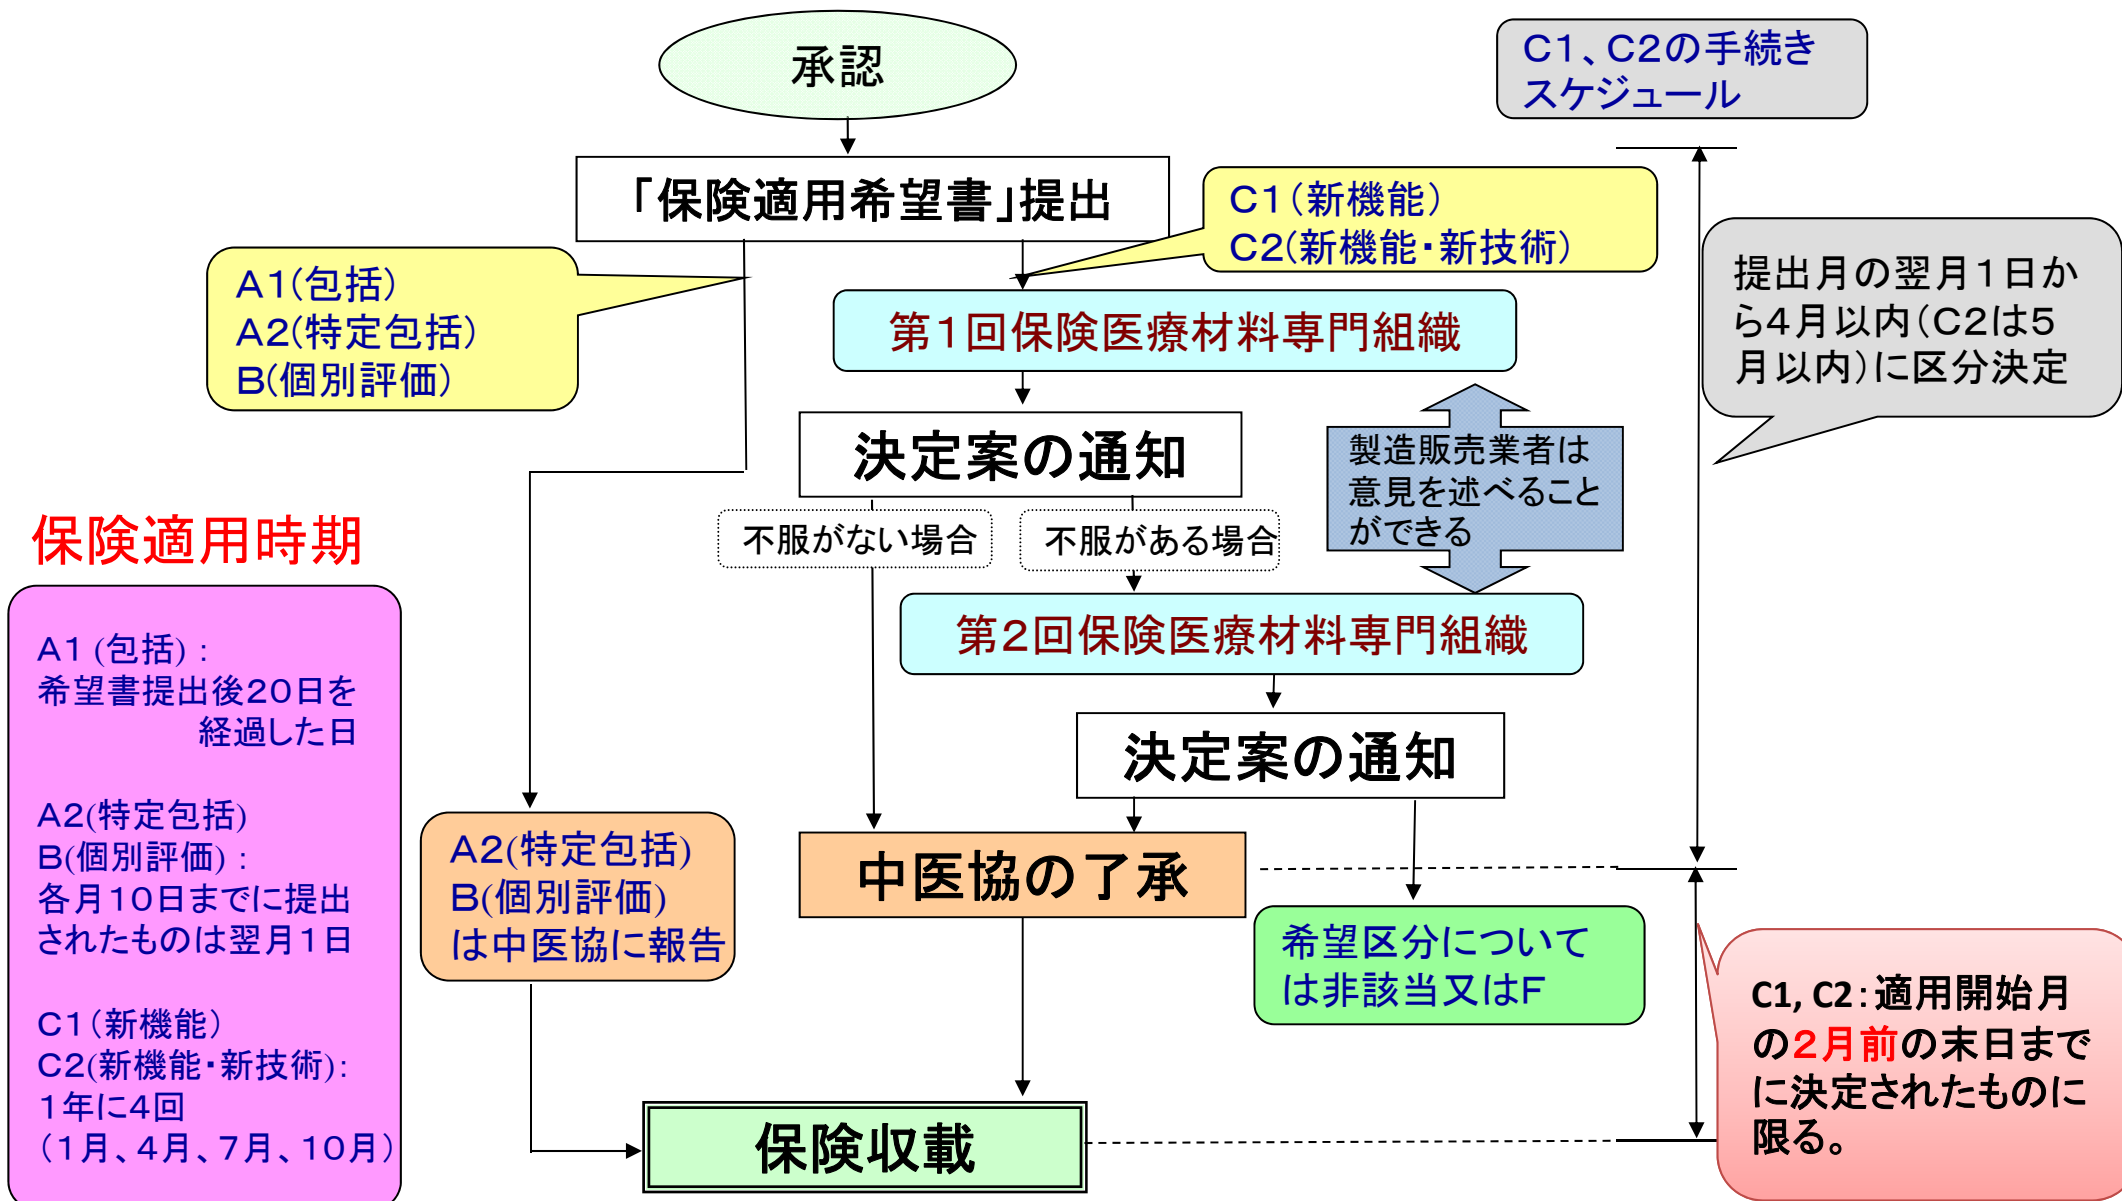 承認
C1、C2の手続き
スケジュール
「保険適用希望書」提出
C1(新機能)
C2(新機能・新技術)
A1(包括)
A2(特定包括)
B(個別評価)
提出月の翌月1日か
ら4月以内(C2は5
月以内)に区分決定
第1回保険医療材料専門組織
決定案の通知
製造販売業者は
意見を述べること
ができる
不服がない場合
不服がある場合
保険適用時期
第2回保険医療材料専門組織
A1 (包括) :
希望書提出後20日を
経過した日
A2(特定包括)
B(個別評価) :
各月10日までに提出
されたものは翌月1日
C1(新機能)
C2(新機能・新技術):
1年に4回
(1月、4月、7月、10月)
決定案の通知
A2(特定包括)
B(個別評価)
は中医協に報告
中医協の了承
希望区分について
は非該当又はF
C1, C2:適用開始月
の2月前の末日まで
に決定されたものに
限る。
保険収載